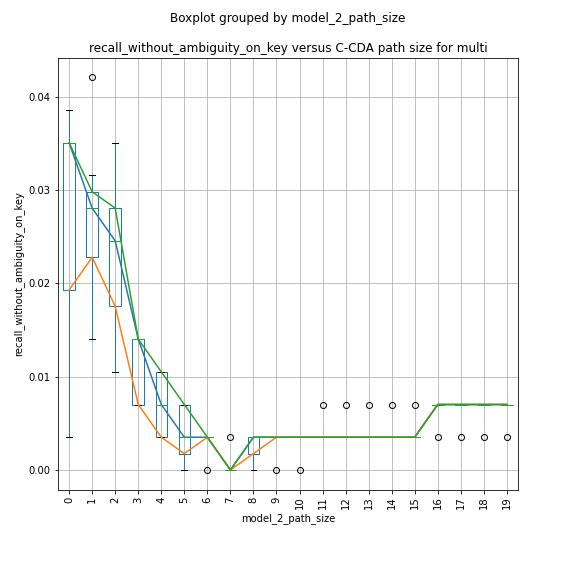 Boxplot grouped by model_2_path_size
recall_without_ambiguity_on_key versus C-CDA path size for multi
0.04
0.03
0.02
0.01
0.00
recall_without_ambiguity_on_key
0 1 2 3 4 5 6 7 8 9 10 11 12 13 14 15 16 17 18 19
model_2_path_size